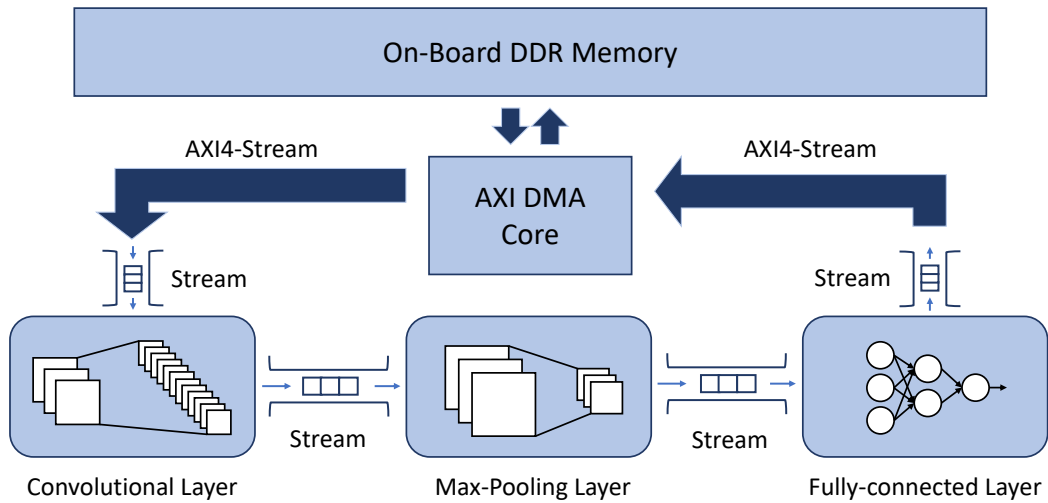 On-Board DDR Memory
AXI4-Stream
AXI4-Stream
AXI DMA
Core
Stream
Stream
Stream
Stream
Convolutional Layer
Max-Pooling Layer
Fully-connected Layer